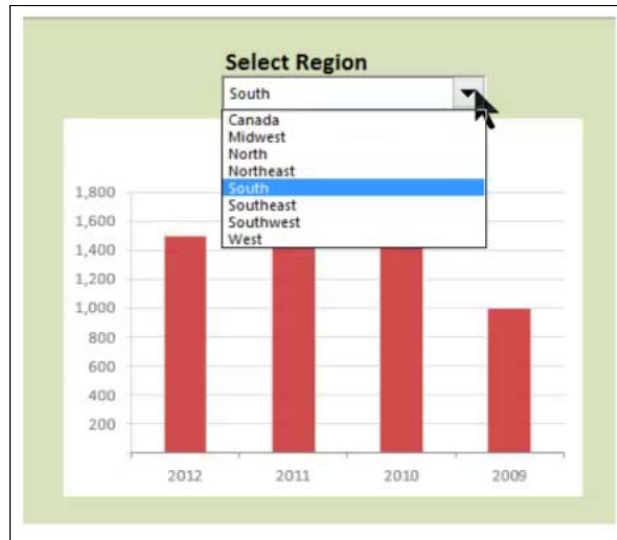 Select Region
South
Canada
Midwest
North
Northeast
South
Southeast
Southwest
West
1,800
1,600
1,400
1,200
1,000
800
600
400
200
2012 2011 2010 2009